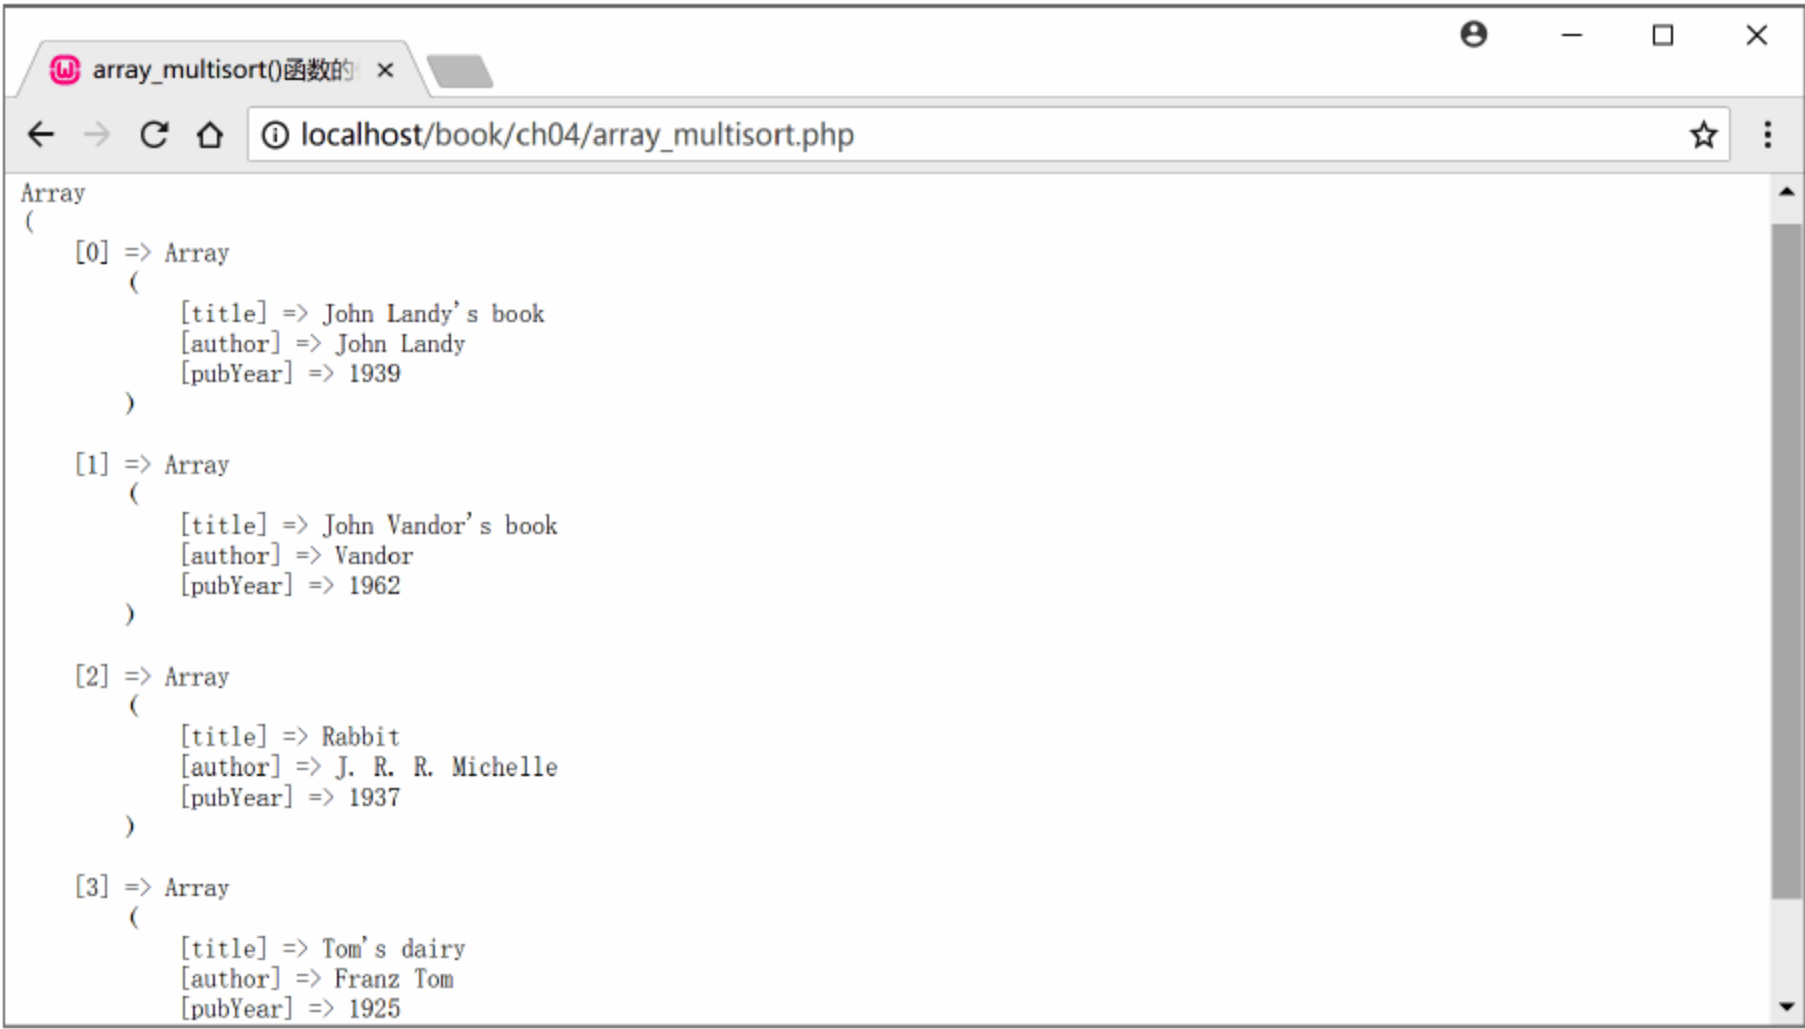 array_multisort()函数的
localhost/book/ch04/array_multisort.php
Array
(
    [0] => Array
        (
            [title] => John Landy's book
            [author] => John Landy
            [pubYear] => 1939
        )
    [1] => Array
        (
            [title] => John Vandor's book
            [author] => Vandor
            [pubYear] => 1962
        )
    [2] => Array
        (
            [title] => Rabbit
            [author] => J. R. R. Michelle
            [pubYear] => 1937
        )
    [3] => Array
        (
            [title] => Tom's dairy
            [author] => Franz Tom
            [pubYear] => 1925